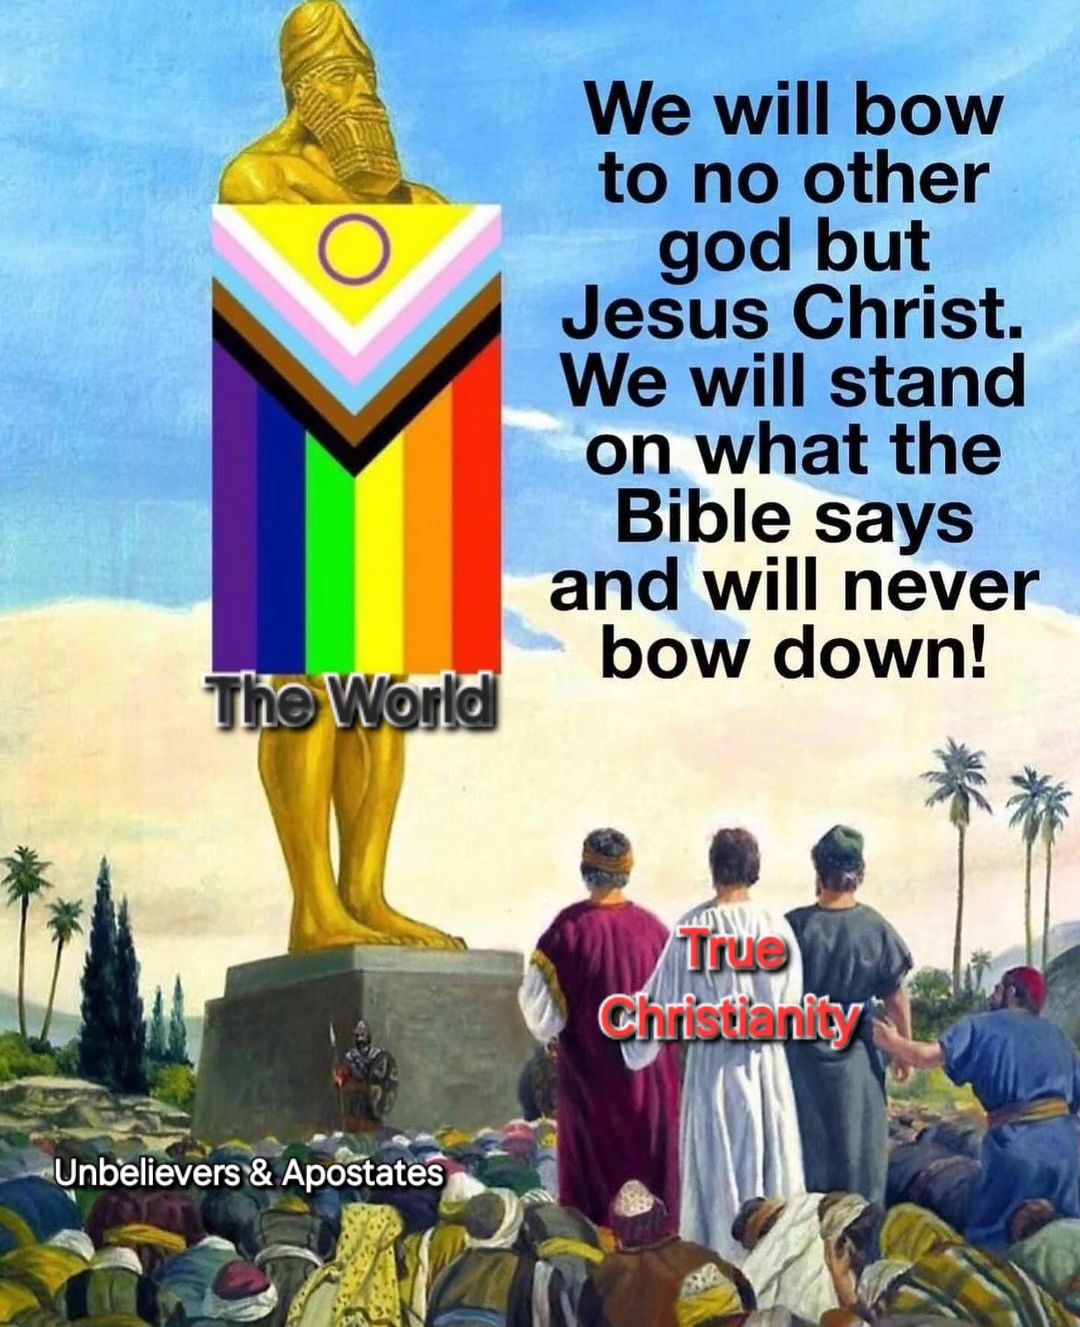 We will bow
to no other
god but
Jesus Christ.
We will stand
on what the
Bible says
and will never
bow down!
The World
True
Christianity
Unbelievers & Apostates